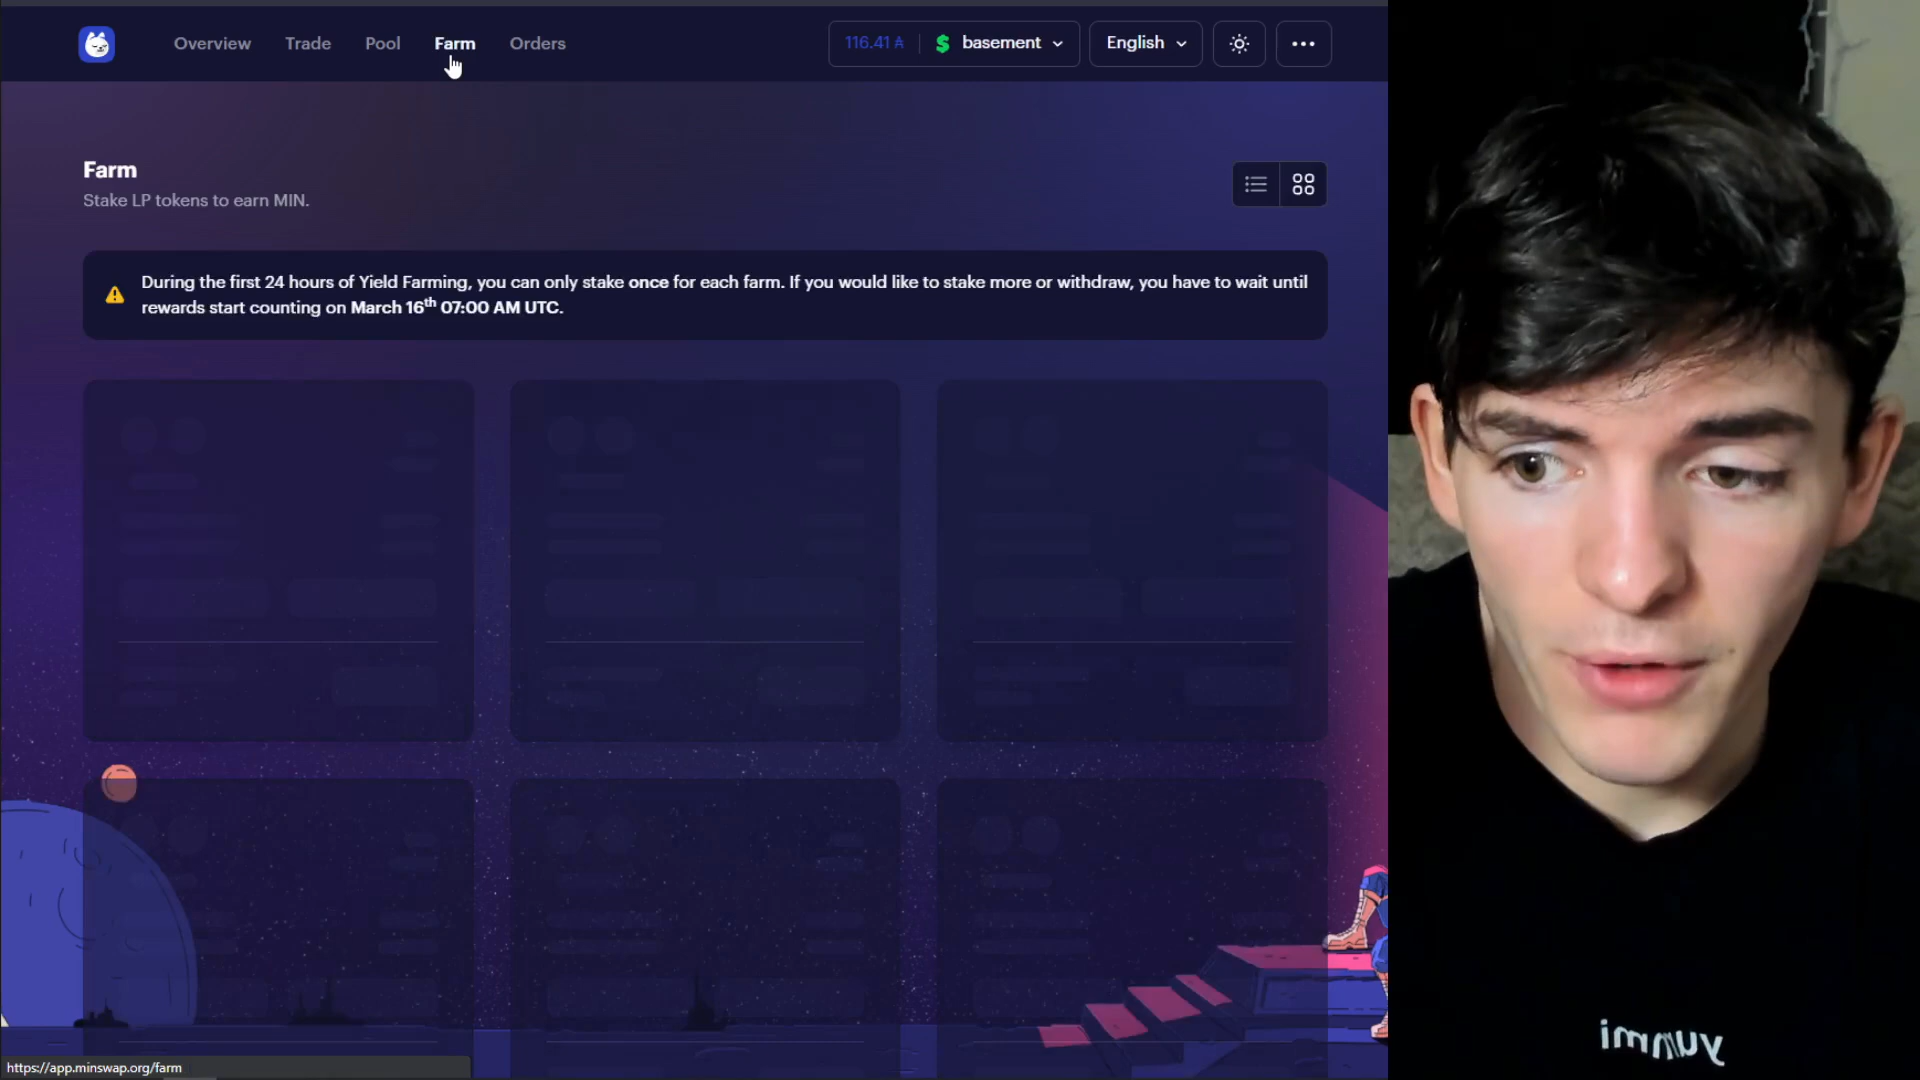 Overview Trade Pool Farm Orders 116.41 ₳ basement English
Farm
Stake LP tokens to earn MIN.
During the first 24 hours of Yield Farming, you can only stake once for each farm. If you would like to stake more or withdraw, you have to wait until
rewards start counting on March 16th 07:00 AM UTC.
yummi
https://app.minswap.org/farm